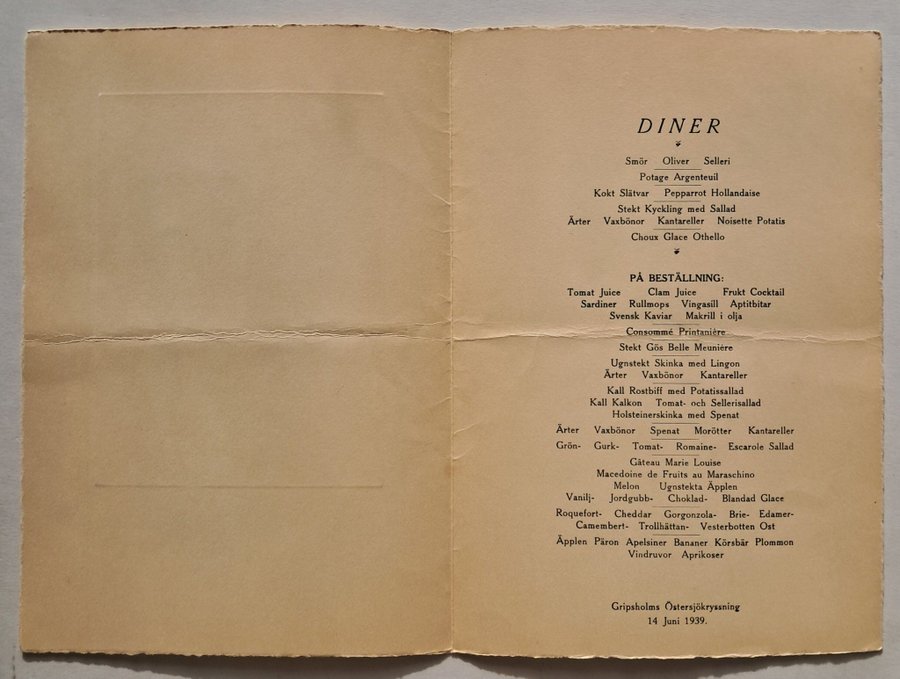 DINER
Smör Oliver Selleri
Potage Argenteuil
Kokt Slätvar Pepparrot Hollandaise
Stekt Kyckling med Sallad
Ärter Vaxbönor Kantareller Noisette Potatis
Choux Glace Othello
PÅ BESTÄLLNING:
Tomat Juice Clam Juice Frukt Cocktail
Sardiner Rullmops Vingasill Aptitbitar
Svensk Kaviar Makrill i olja
Consommé Printanière
Stekt Gös Belle Meunière
Ugnstekt Skinka med Lingon
Ärter Vaxbönor Kantareller
Kall Rostbiff med Potatissallad
Kall Kalkon Tomat- och Sellerisallad
Holsteinerskinka med Spenat
Ärter Vaxbönor Spenat Morötter Kantareller
Grön- Gurk- Tomat- Romaine- Escarole Sallad
Gâteau Marie Louise
Macedoine de Fruits au Maraschino
Melon Ugnstekta Äpplen
Vanilj- Jordgubb- Choklad- Blandad Glace
Roquefort- Cheddar Gorgonzola- Brie- Edamer-
Camembert- Trollhättan- Vesterbotten Ost
Äpplen Päron Apelsiner Bananer Körsbär Plommon
Vindruvor Aprikoser
Gripsholms Östersjökryssning
14 Juni 1939.